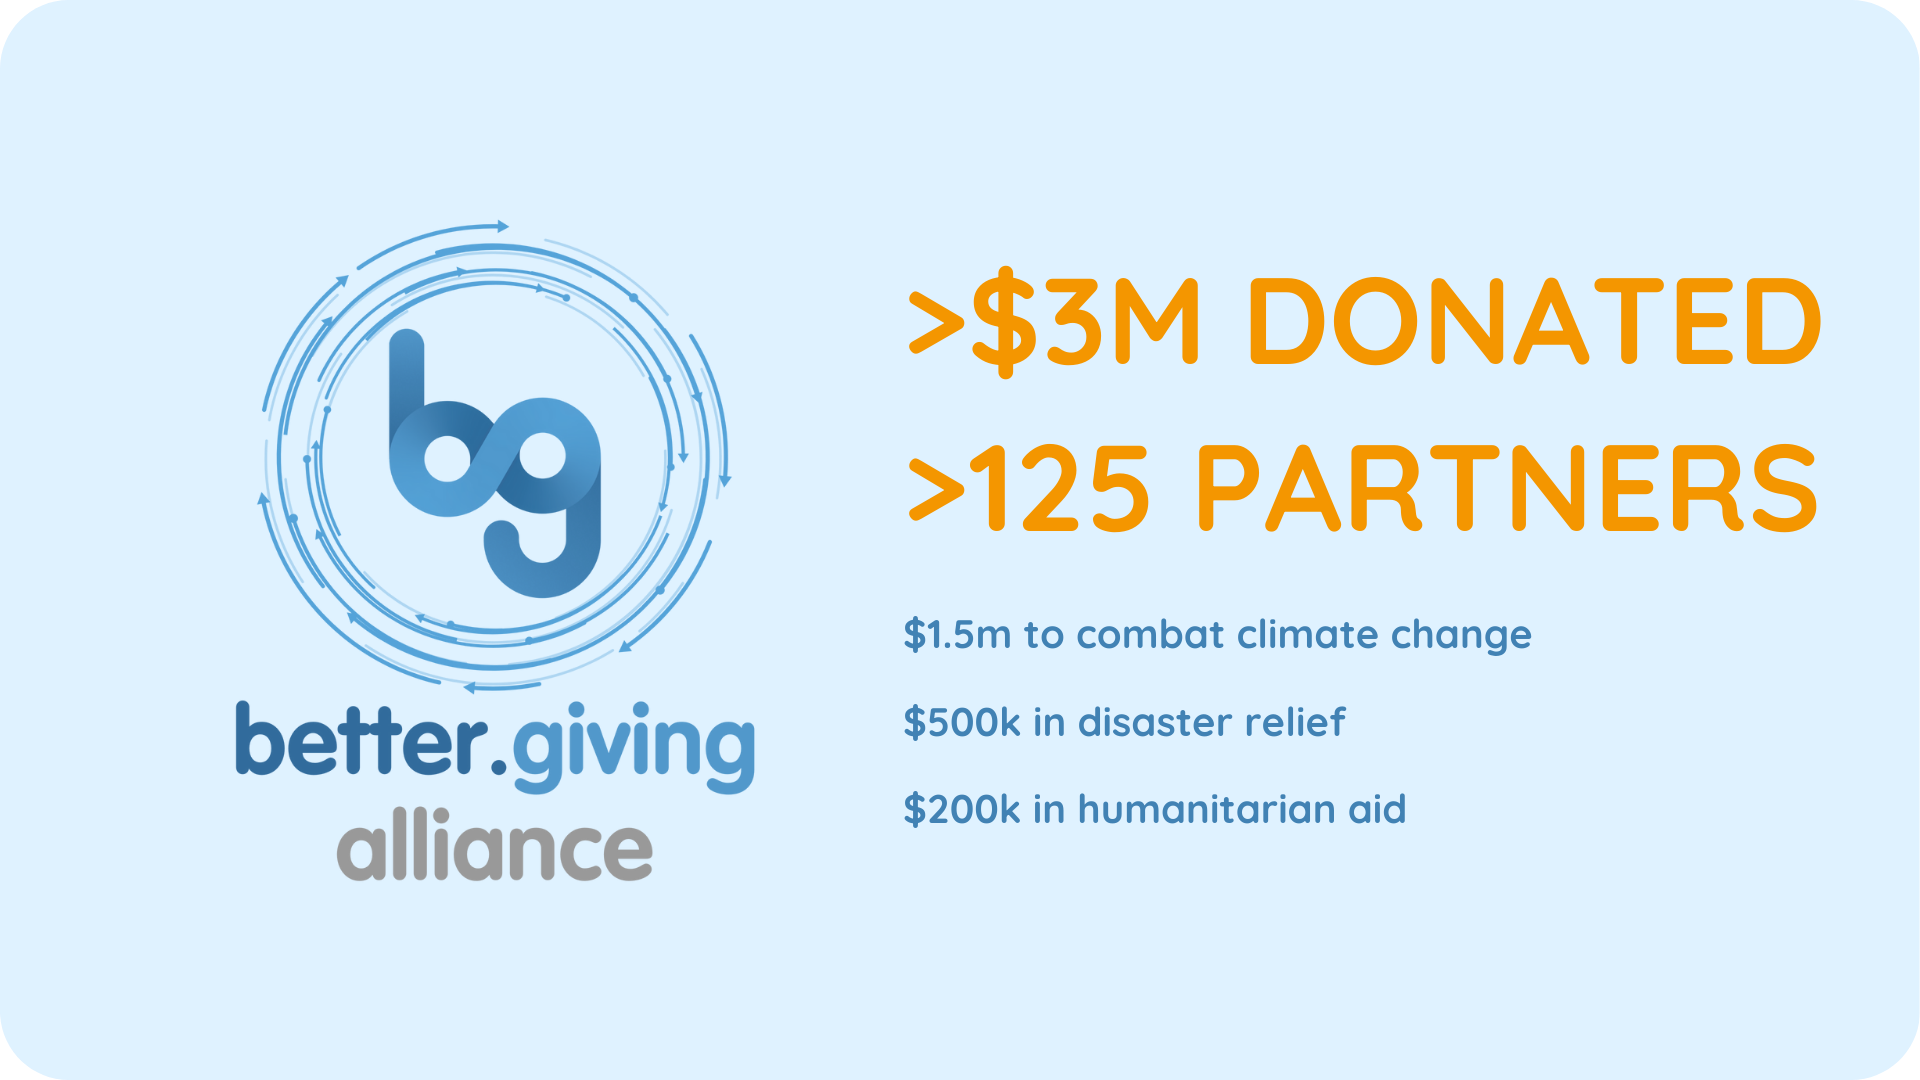 bg
better.giving
alliance
>$3M DONATED
>125 PARTNERS
$1.5m to combat climate change
$500k in disaster relief
$200k in humanitarian aid